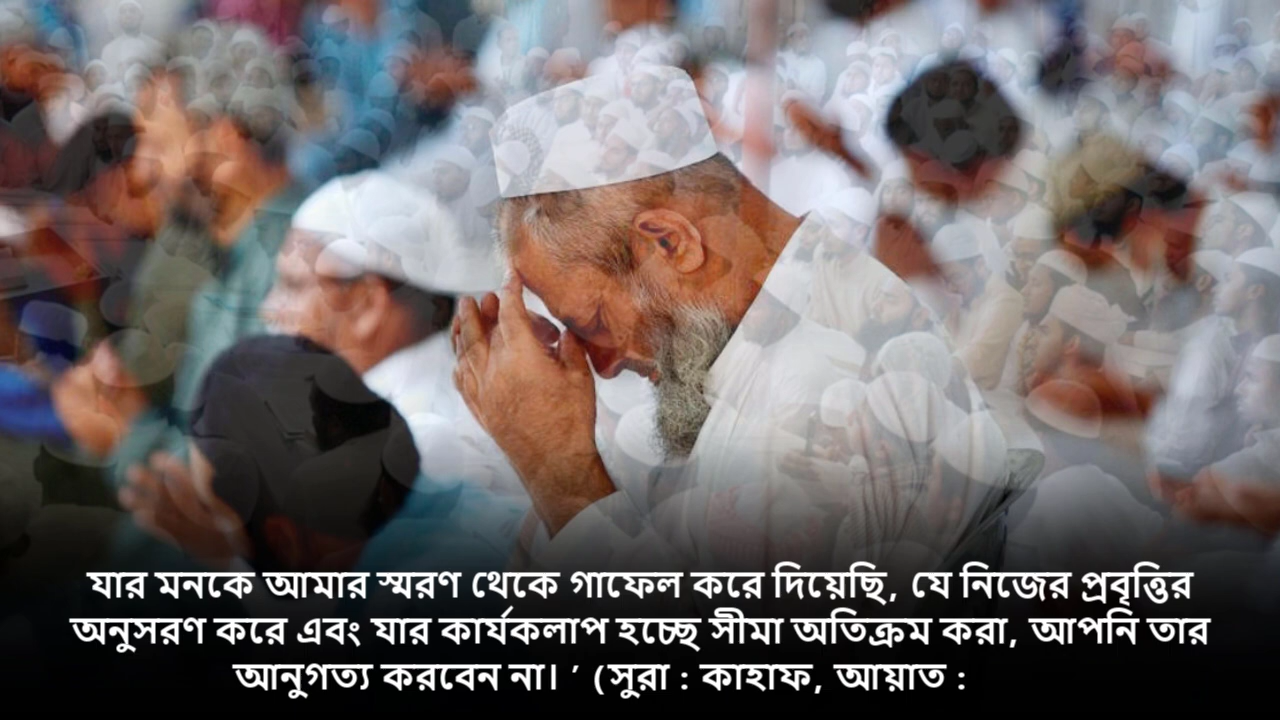 যার মনকে আমার স্মরণ থেকে গাফেল করে দিয়েছি, যে নিজের প্রবৃত্তির
অনুসরণ করে এবং যার কার্যকলাপ হচ্ছে সীমা অতিক্রম করা, আপনি তার
আনুগত্য করবেন না। ’ (সুরা : কাহাফ, আয়াত :